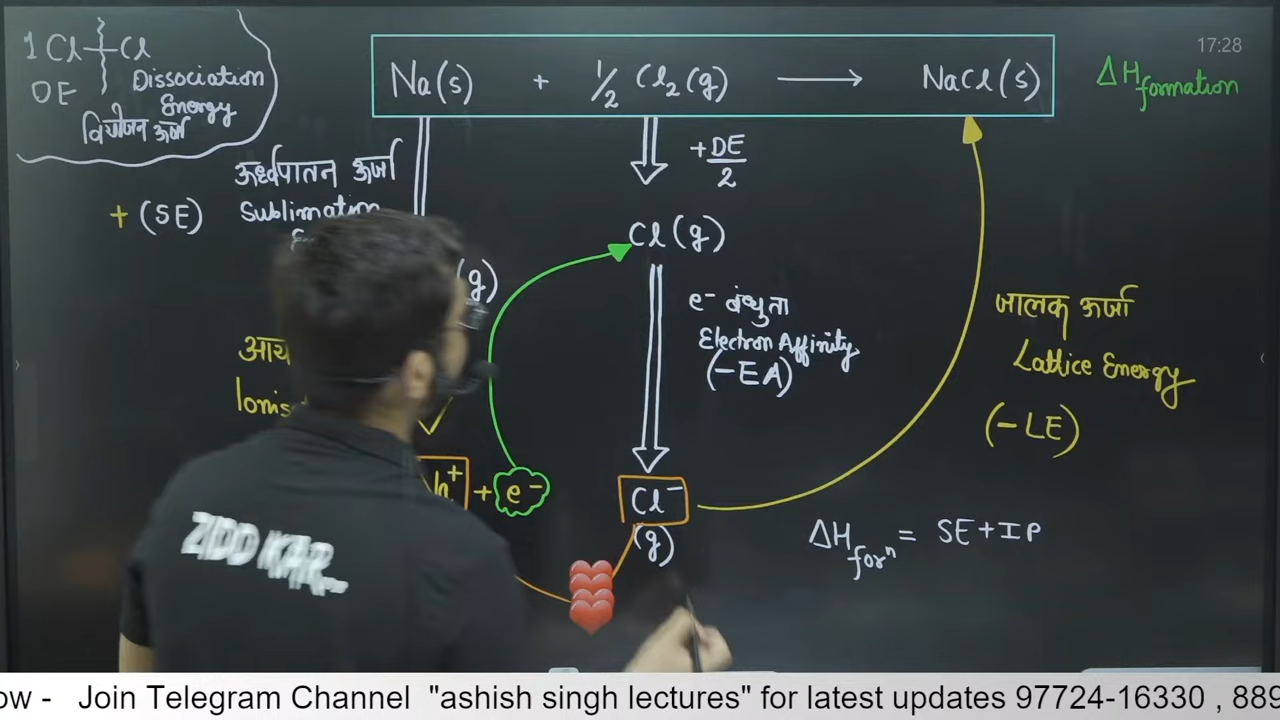 17:28
1 Cl Cl
DE Dissociation
Energy
वियोजन ऊर्जा
Na(s) + 1/2 Cl2(g) ⟶ NaCl(s)
ΔH formation
+ DE/2
ऊर्ध्वपातन ऊर्जा
+ (SE) Sublimation
Cl(g)
(g)
e⁻ बंधुता
Electron Affinity
(-EA)
जालक ऊर्जा
Lattice Energy
(-LE)
+ e⁻
Cl⁻
(g)
ΔH forⁿ = SE+IP
ZIDD KAR...
ow - Join Telegram Channel "ashish singh lectures" for latest updates 97724-16330 , 889